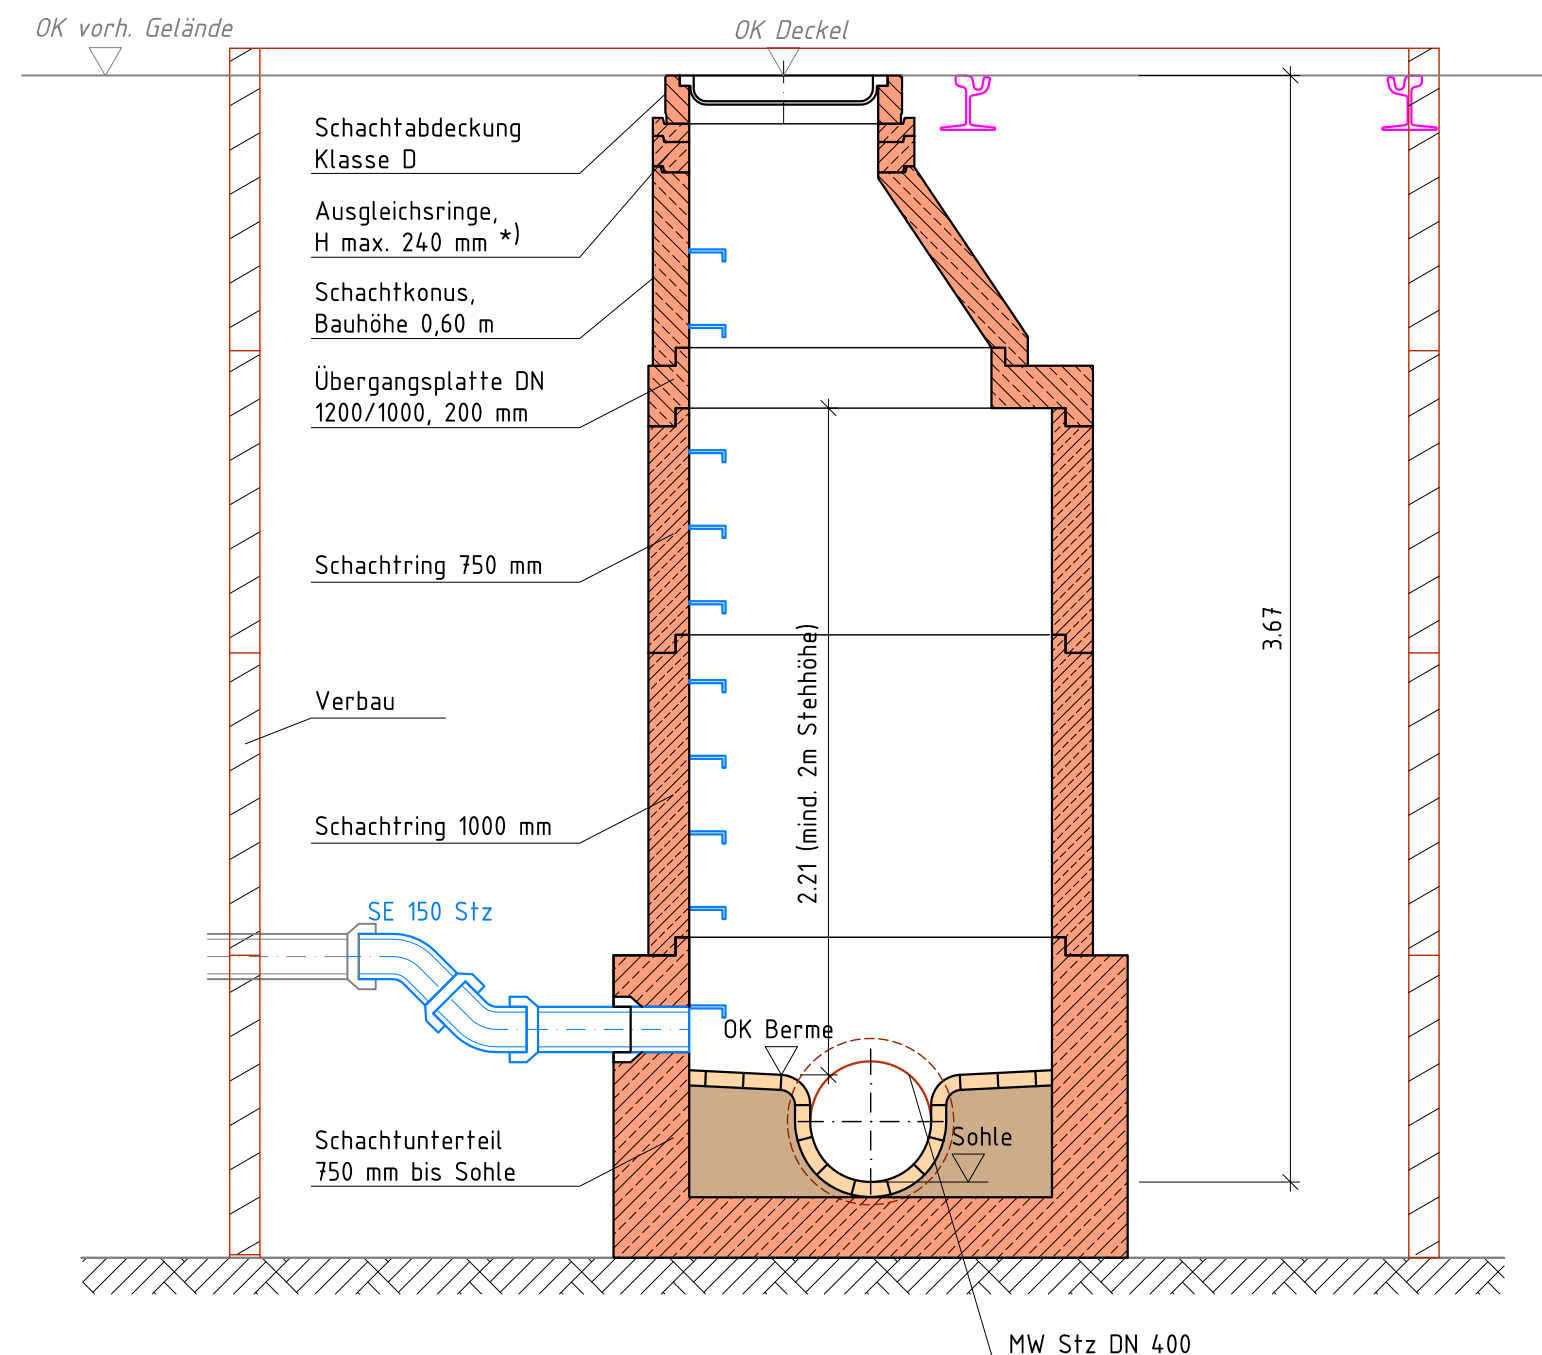 OK vorh. Gelände
OK Deckel
Schachtabdeckung
Klasse D
Ausgleichsringe,
H max. 240 mm *)
Schachtkonus,
Bauhöhe 0,60 m
Übergangsplatte DN
1200/1000, 200 mm
Schachtring 750 mm
3.67
2.21 (mind. 2m Stehhöhe)
Verbau
Schachtring 1000 mm
SE 150 Stz
OK Berme
Sohle
Schachtunterteil
750 mm bis Sohle
MW Stz DN 400